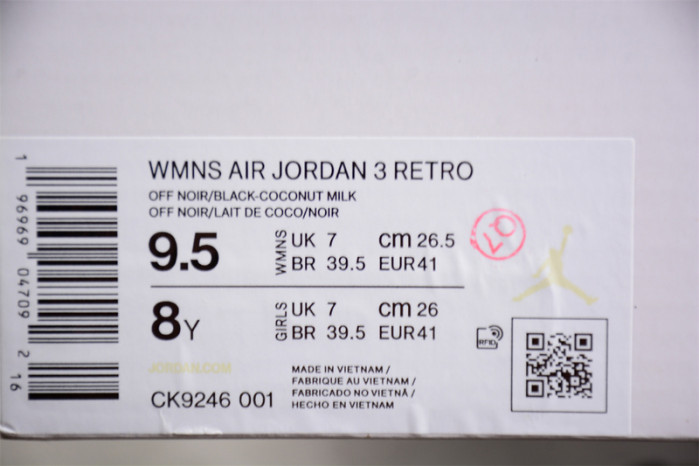 WMNS AIR JORDAN 3 RETRO
OFF NOIR/BLACK-COCONUT MILK
OFF NOIR/LAIT DE COCO/NOIR
9.5 WMNS UK 7 cm 26.5
BR 39.5 EUR41
8Y GIRLS UK 7 cm 26
BR 39.5 EUR41
JORDAN.COM
CK9246 001
MADE IN VIETNAM /
FABRIQUE AU VIETNAM /
FABRICADO NO VIETNÃ /
HECHO EN VIETNAM
RFID
1 96969 04709 2 16